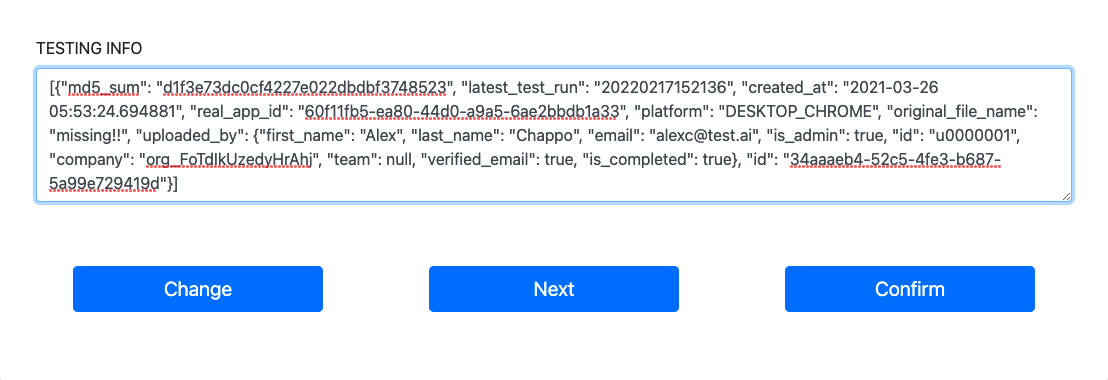 TESTING INFO
[{"md5_sum": "d1f3e73dc0cf4227e022dbdbf3748523", "latest_test_run": "20220217152136", "created_at": "2021-03-26
05:53:24.694881", "real_app_id": "60f11fb5-ea80-44d0-a9a5-6ae2bbdb1a33", "platform": "DESKTOP_CHROME", "original_file_name":
"missing!!", "uploaded_by": {"first_name": "Alex", "last_name": "Chappo", "email": "alexc@test.ai", "is_admin": true, "id": "u0000001",
"company": "org_FoTdlkUzedyHrAhj", "team": null, "verified_email": true, "is_completed": true}, "id": "34aaaeb4-52c5-4fe3-b687-
5a99e729419d"}]
Change
Next
Confirm